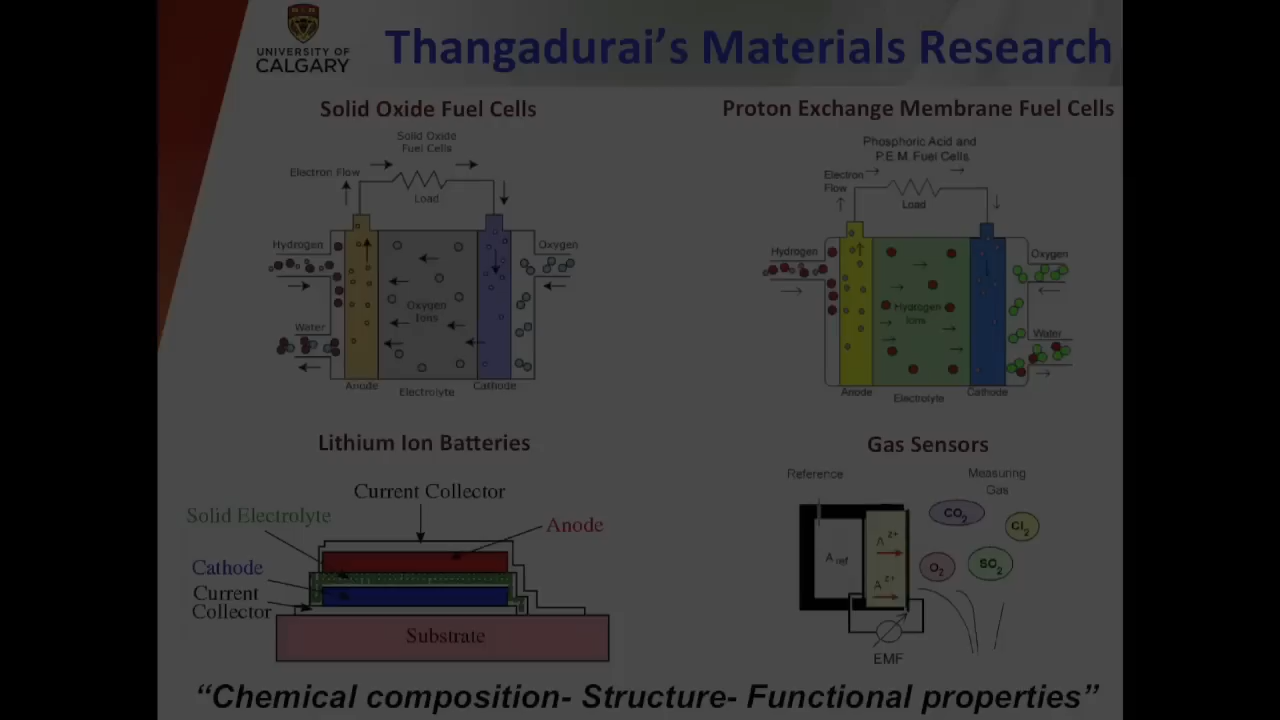 UNIVERSITY OF
CALGARY
Thangadurai's Materials Research
Solid Oxide Fuel Cells
Solid Oxide
Fuel Cells
Electron Flow
Load
Hydrogen
Oxygen
Oxygen
Ions
Water
Anode
Electrolyte
Cathode
Proton Exchange Membrane Fuel Cells
Phosphoric Acid and
P.E.M. Fuel Cells
Electron
Flow
Load
Hydrogen
Oxygen
Hydrogen
Ions
Water
Anode
Electrolyte
Cathode
Lithium Ion Batteries
Current Collector
Solid Electrolyte
Anode
Cathode
Current
Collector
Substrate
Gas Sensors
Reference
Measuring
Gas
CO2
Cl2
A ref
A z+
O2
SO2
A z+
EMF
“Chemical composition- Structure- Functional properties”